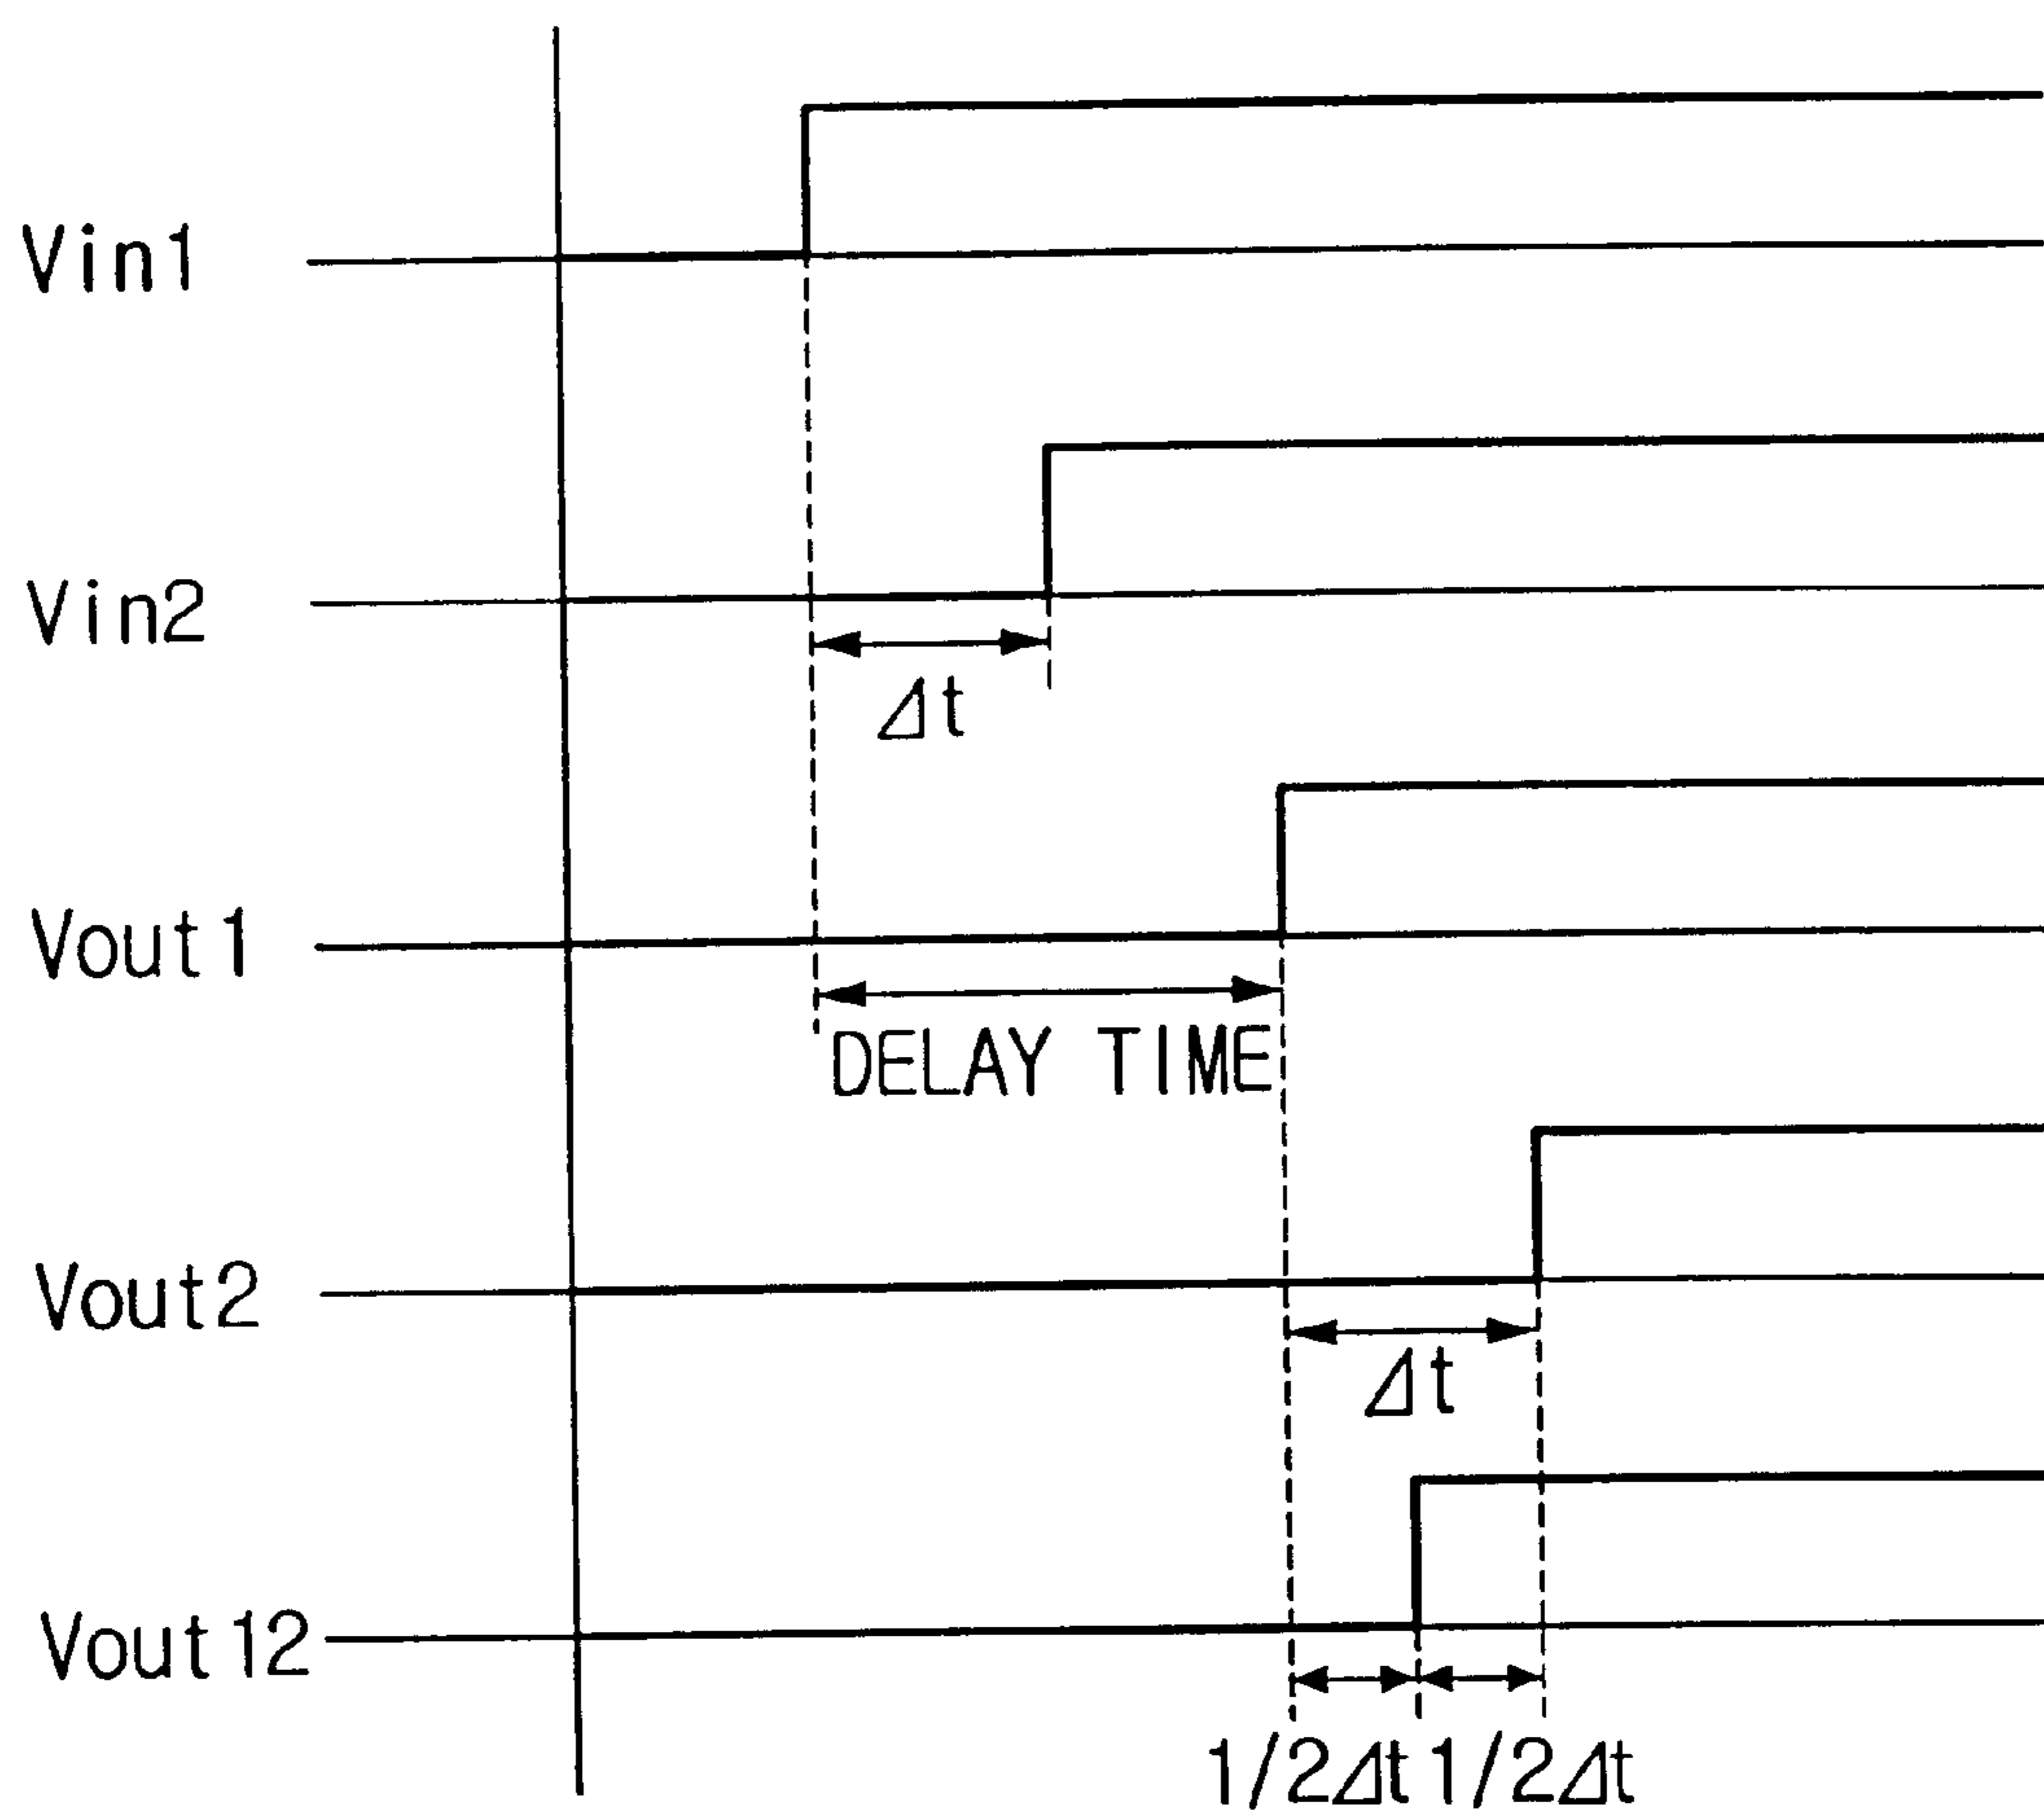 Vin1
Vin2
Δt
Vout1
DELAY TIME
Vout2
Δt
Vout12
1/2Δt 1/2Δt